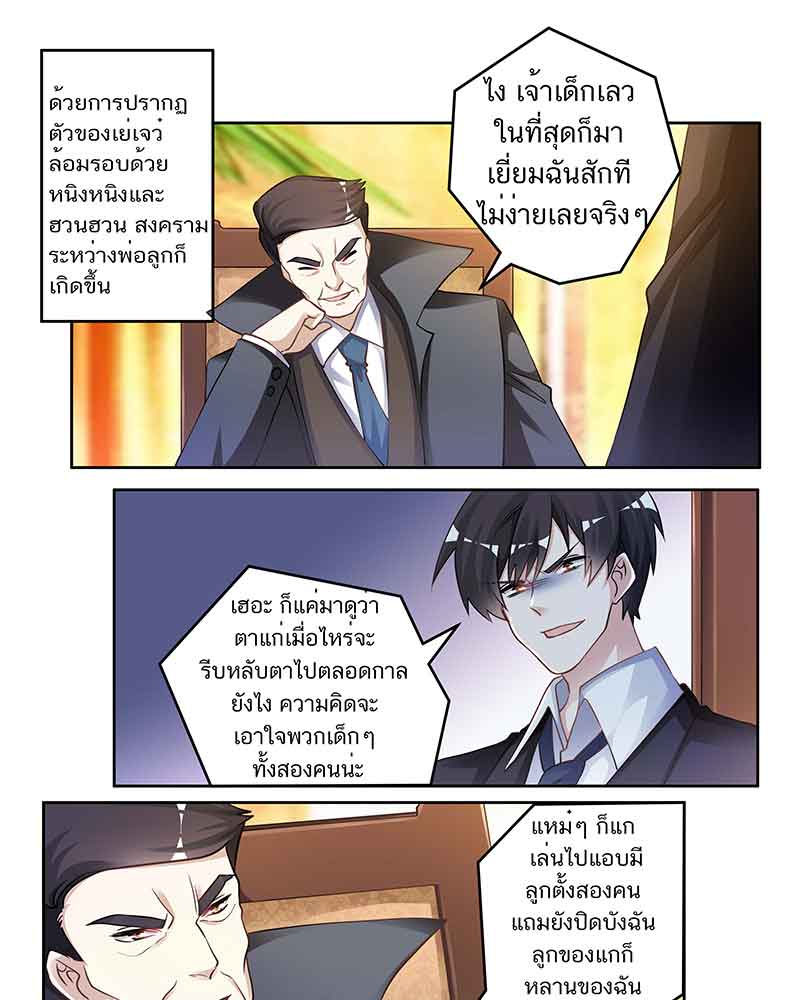 ด้วยการปรากฏ
ตัวของเย่เจวํ
ล้อมรอบด้วย
หนิงหนิงและ
ฮวนฮวน สงคราม
ระหว่างพ่อลูกก็
เกิดขึ้น
ไง เจ้าเด็กเลว
ในที่สุดก็มา
เยี่ยมฉันสักที
ไม่ง่ายเลยจริงๆ
เฮอะ ก็แค่มาดูว่า
ตาแก่เมื่อไหร่จะ
รีบหลับตาไปตลอดกาล
ยังไง ความคิดจะ
เอาใจพวกเด็กๆ
ทั้งสองคนน่ะ
แหม๋ๆ ก็แก
เล่นไปแอบมี
ลูกตั้งสองคน
แถมยังปิดบังฉัน
ลูกของแกก็
หลานของฉัน